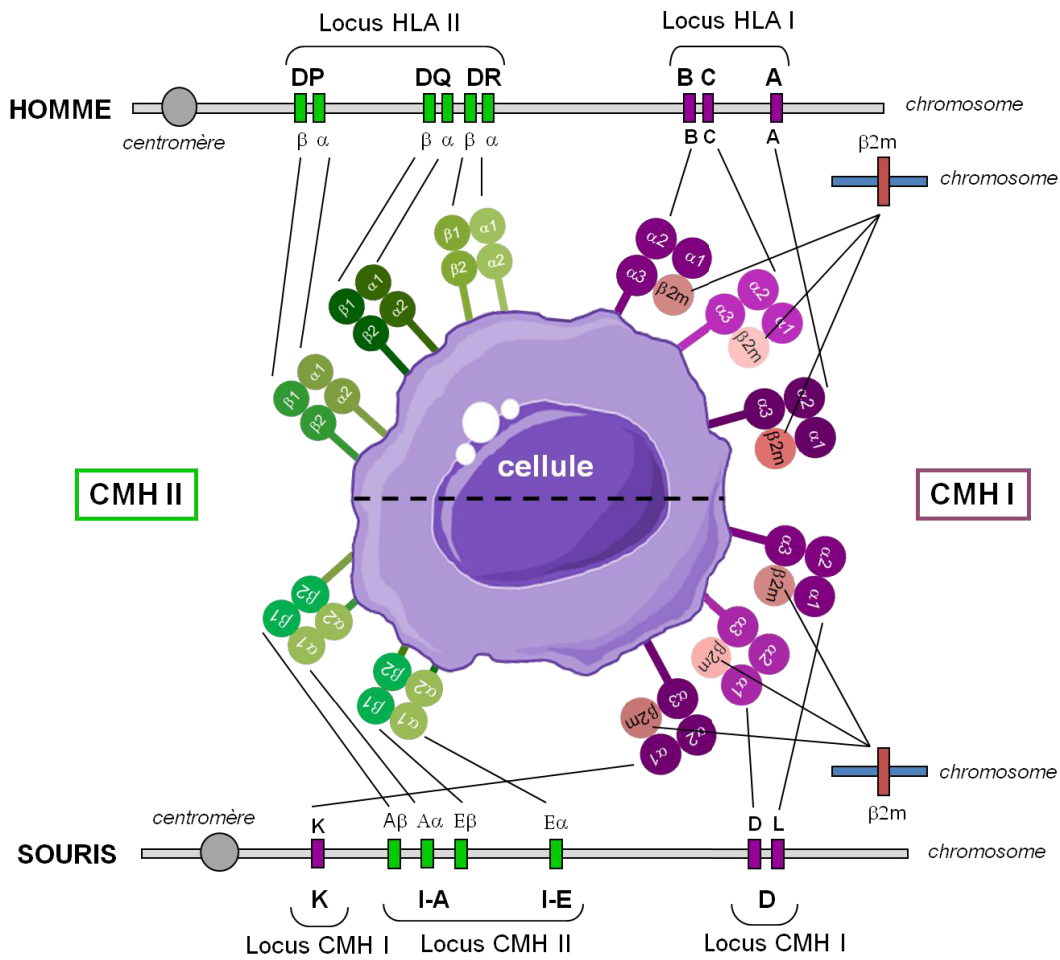 Locus HLA II
Locus HLA I
DP DQ DR B C A
HOMME
chromosome
centromère
β α β α β α B C A
β2m
chromosome
β1 α1
β2 α2
α2
α3 α1
β2m
α1
β1 α2
β2
α2
α3 α1
β2m
α1
β1 α2
β2
α2
α3
β2m α1
cellule
CMH II
CMH I
α3 α2
β2m α1
β2
β1 α2
α1
α3
β2m α2
α1
β2
α2
β1
α1
α3
β2m
α2
α1
chromosome
β2m
centromère
K Aβ Aα Eβ Eα D L
SOURIS
chromosome
K I-A I-E D
Locus CMH I Locus CMH II Locus CMH I